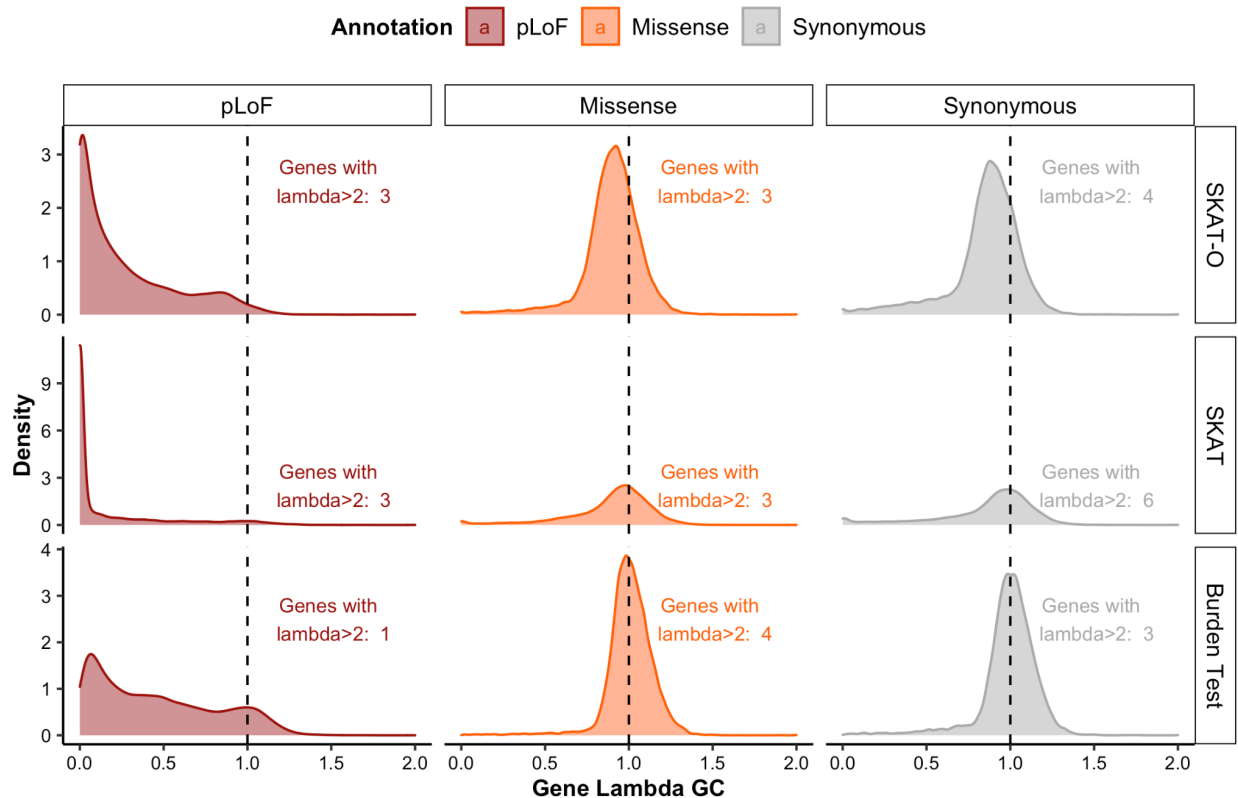 Annotation a pLoF a Missense a Synonymous
pLoF Missense Synonymous
3
2
1
0
Genes with
lambda>2: 3
Genes with
lambda>2: 3
Genes with
lambda>2: 4
SKAT-O
Density
9
6
3
0
Genes with
lambda>2: 3
Genes with
lambda>2: 3
Genes with
lambda>2: 6
SKAT
4
3
2
1
0
Genes with
lambda>2: 1
Genes with
lambda>2: 4
Genes with
lambda>2: 3
Burden Test
0.0 0.5 1.0 1.5 2.0 0.0 0.5 1.0 1.5 2.0 0.0 0.5 1.0 1.5 2.0
Gene Lambda GC